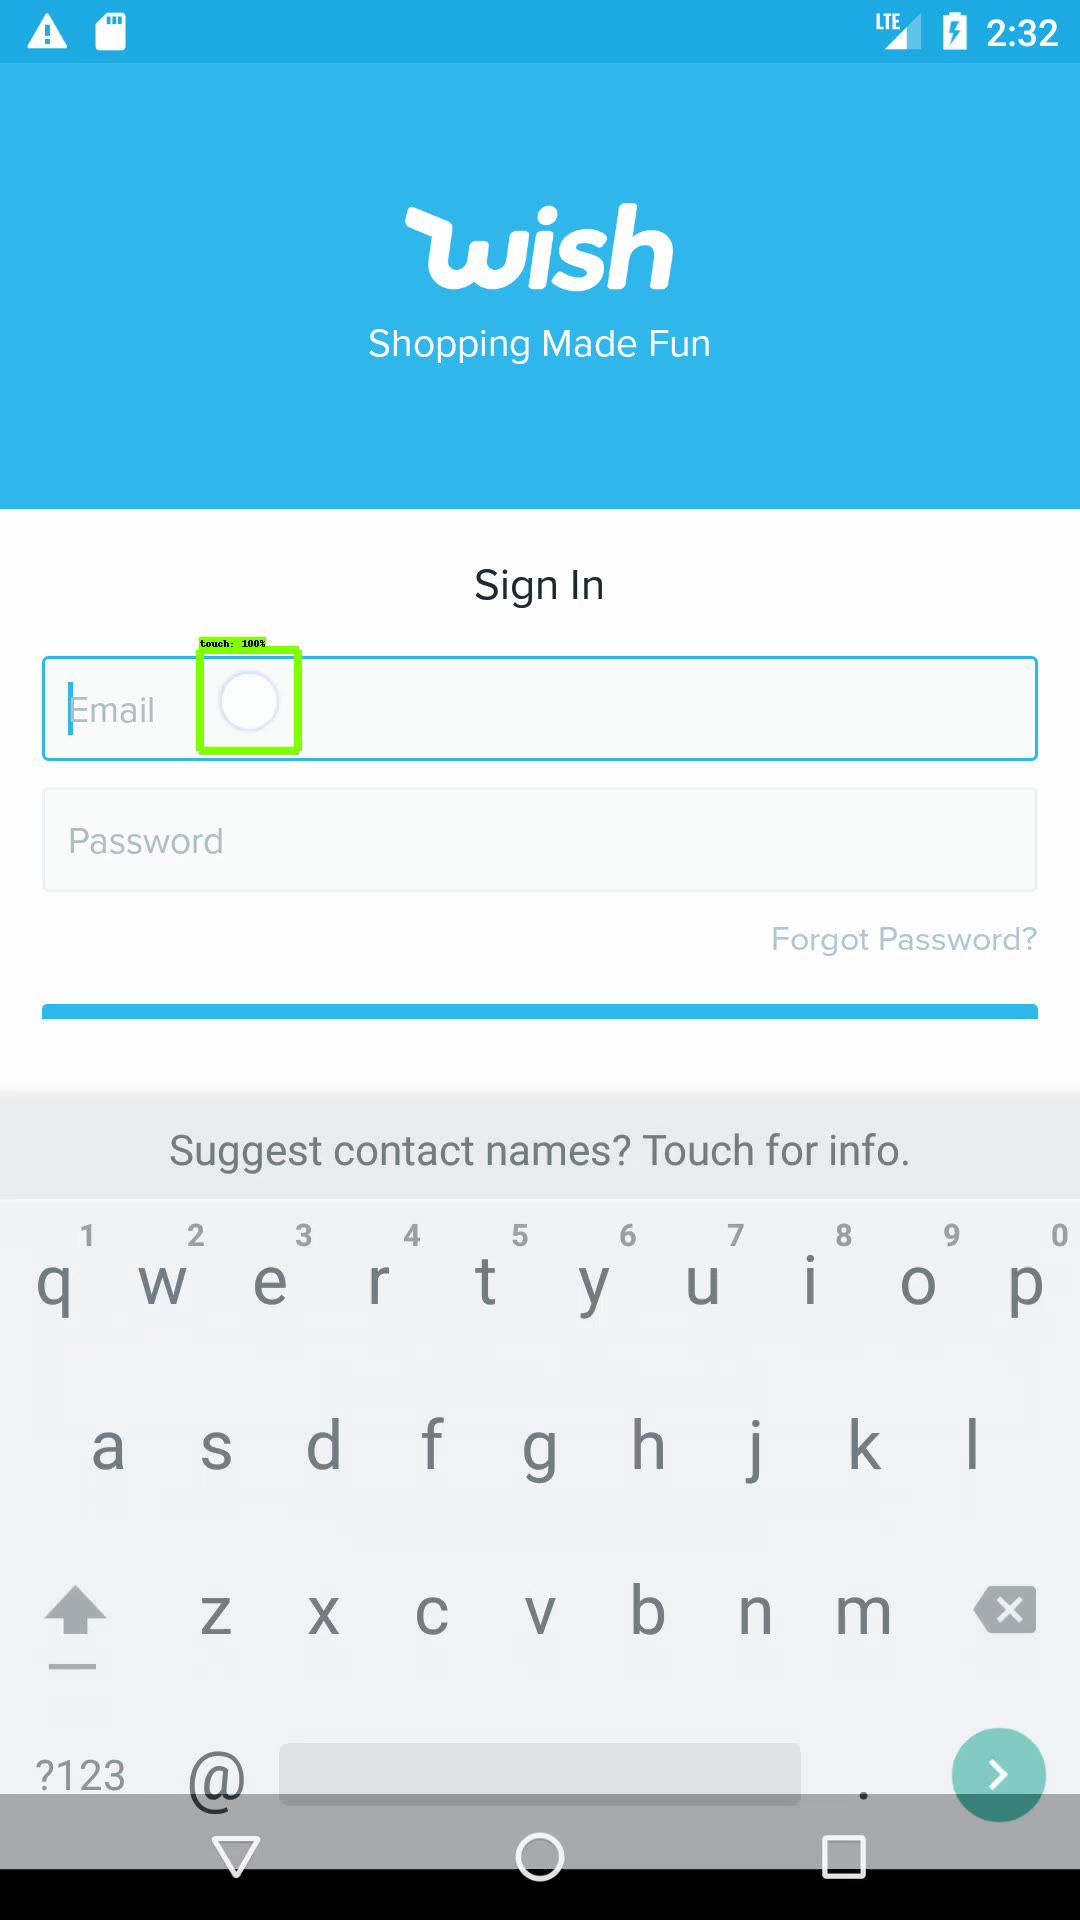 LTE 2:32
wish
Shopping Made Fun
Sign In
touch: 100%
Email
Password
Forgot Password?
Suggest contact names? Touch for info.
1 2 3 4 5 6 7 8 9 0
q w e r t y u i o p
a s d f g h j k l
z x c v b n m
?123 @ .